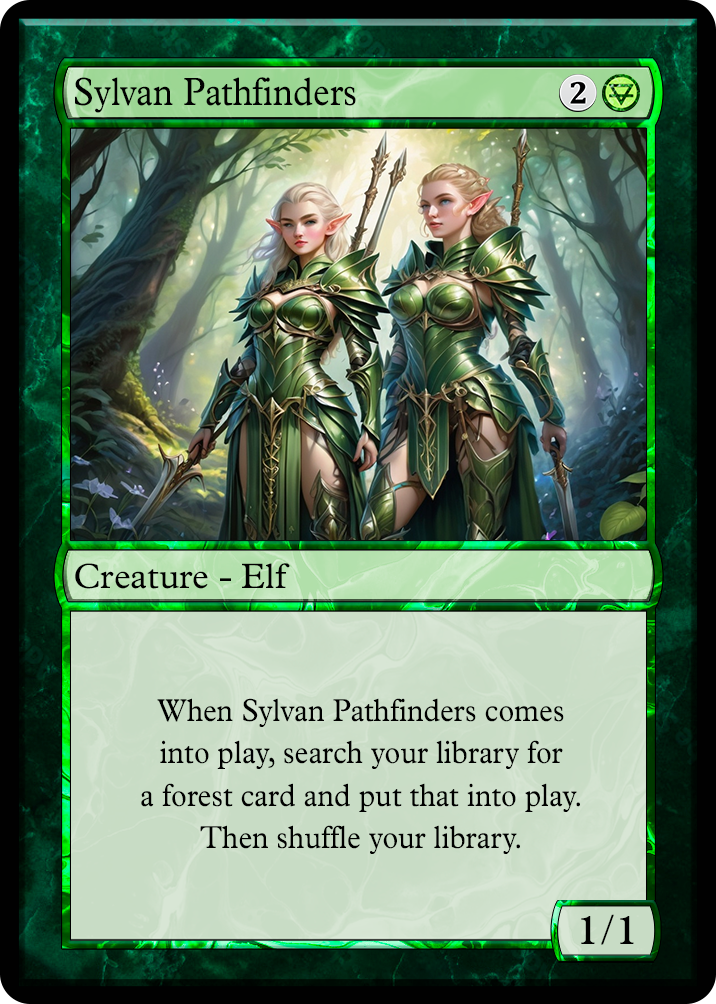 Sylvan Pathfinders 2
Creature - Elf
When Sylvan Pathfinders comes
into play, search your library for
a forest card and put that into play.
Then shuffle your library.
1/1